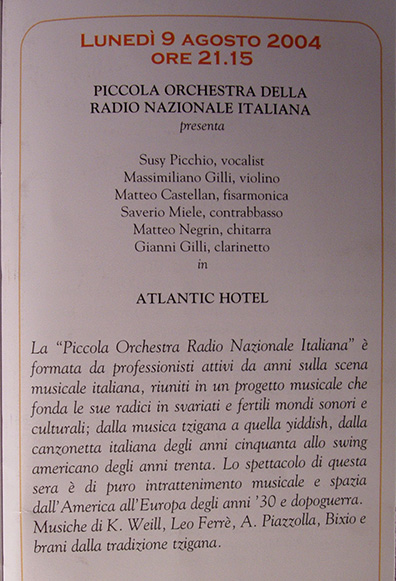 LUNEDÌ 9 AGOSTO 2004
ORE 21.15
PICCOLA ORCHESTRA DELLA
RADIO NAZIONALE ITALIANA
presenta
Susy Picchio, vocalist
Massimiliano Gilli, violino
Matteo Castellan, fisarmonica
Saverio Miele, contrabbasso
Matteo Negrin, chitarra
Gianni Gilli, clarinetto
in
ATLANTIC HOTEL
La “Piccola Orchestra Radio Nazionale Italiana” è
formata da professionisti attivi da anni sulla scena
musicale italiana, riuniti in un progetto musicale che
fonda le sue radici in svariati e fertili mondi sonori e
culturali; dalla musica tzigana a quella yiddish, dalla
canzonetta italiana degli anni cinquanta allo swing
americano degli anni trenta. Lo spettacolo di questa
sera è di puro intrattenimento musicale e spazia
dall'America all'Europa degli anni '30 e dopoguerra.
Musiche di K. Weill, Leo Ferrè, A. Piazzolla, Bixio e
brani dalla tradizione tzigana.